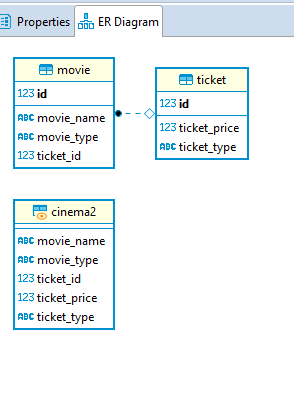 Properties
ER Diagram
movie
123 id
ABC movie_name
ABC movie_type
123 ticket_id
ticket
123 id
123 ticket_price
ABC ticket_type
cinema2
ABC movie_name
ABC movie_type
123 ticket_id
123 ticket_price
ABC ticket_type